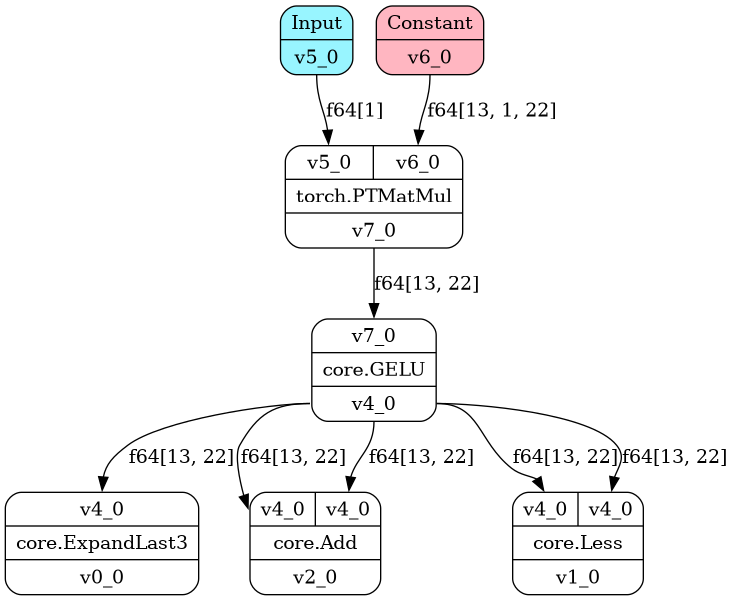 Input
v5_0
Constant
v6_0
f64[1]
f64[13, 1, 22]
v5_0 v6_0
torch.PTMatMul
v7_0
f64[13, 22]
v7_0
core.GELU
v4_0
f64[13, 22] f64[13, 22] f64[13, 22] f64[13, 22] f64[13, 22]
v4_0
core.ExpandLast3
v0_0
v4_0 v4_0
core.Add
v2_0
v4_0 v4_0
core.Less
v1_0